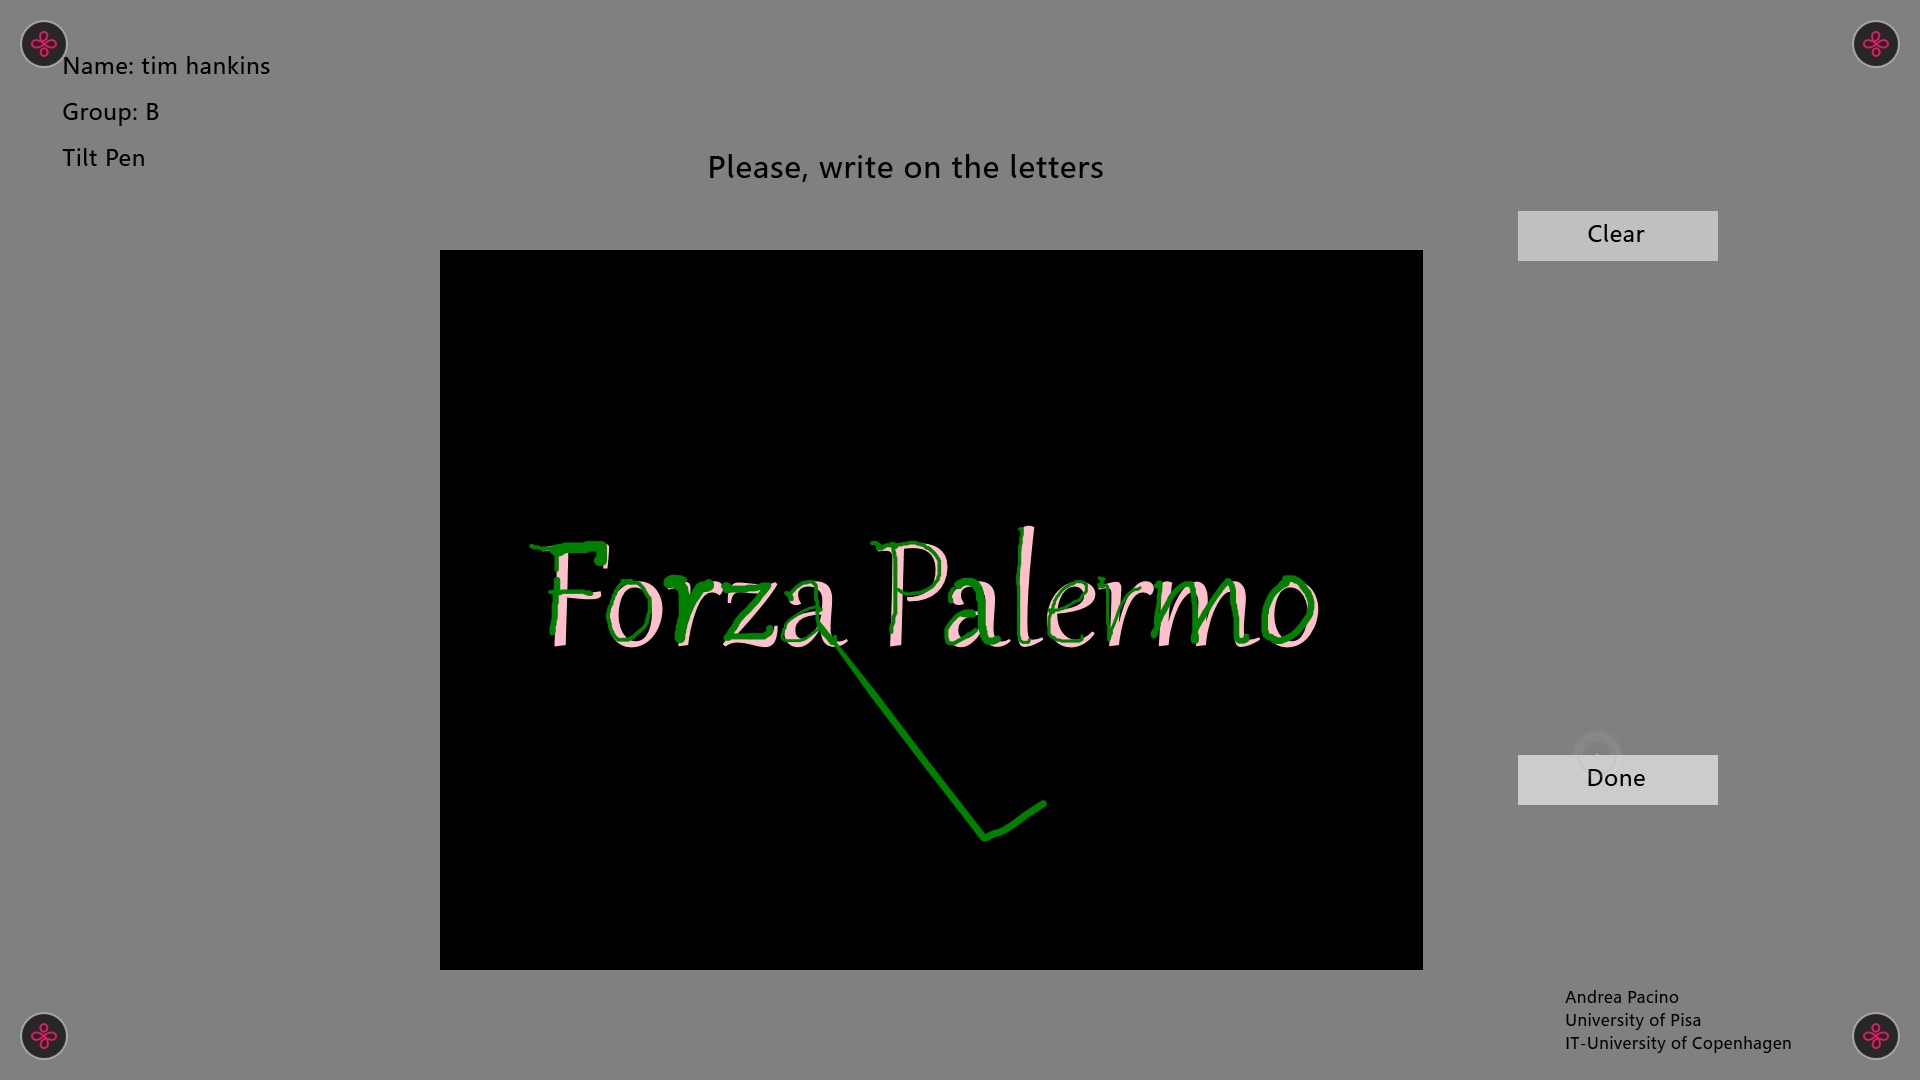 Name: tim hankins
Group: B
Tilt Pen
Please, write on the letters
Clear
Forza Palermo
Done
Andrea Pacino
University of Pisa
IT-University of Copenhagen